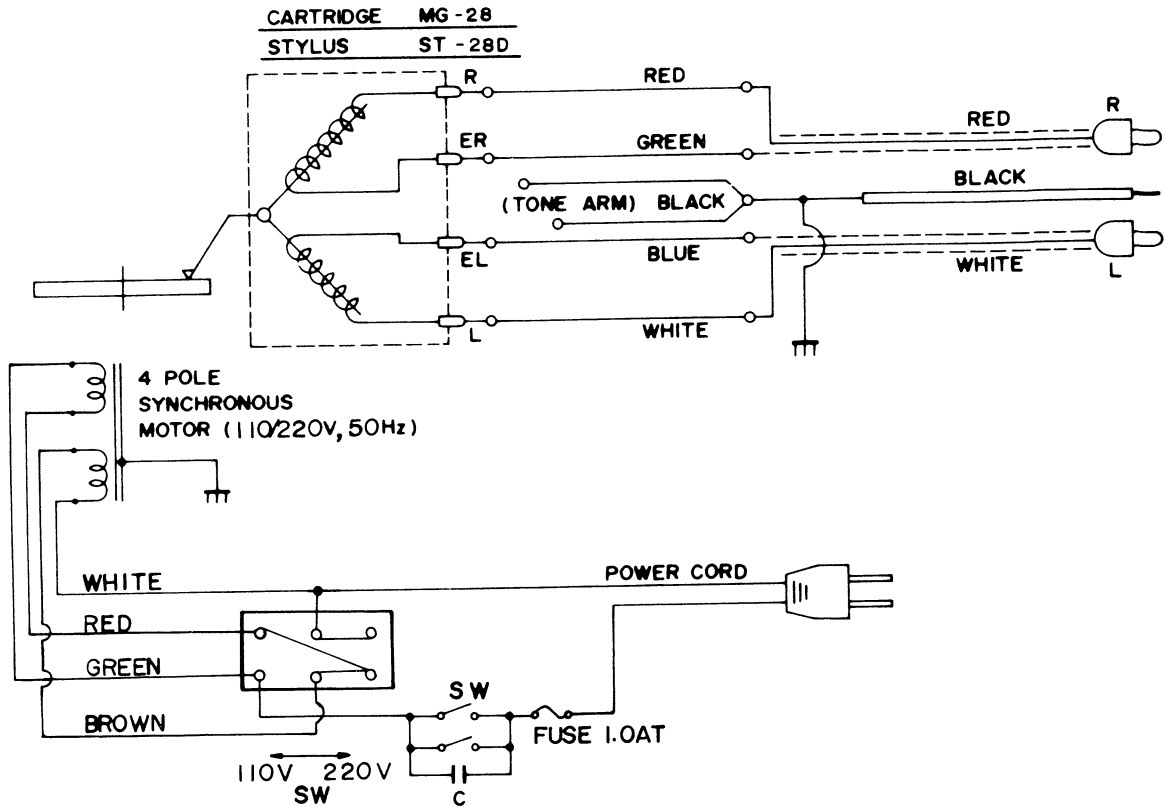 CARTRIDGE MG-28
STYLUS ST-28D
R RED
RED R
ER GREEN
BLACK
(TONE ARM) BLACK
EL BLUE
WHITE L
L WHITE
4 POLE
SYNCHRONOUS
MOTOR (110/220V, 50Hz)
WHITE
POWER CORD
RED
GREEN
SW
BROWN
FUSE 1.0AT
110V 220V
SW
C